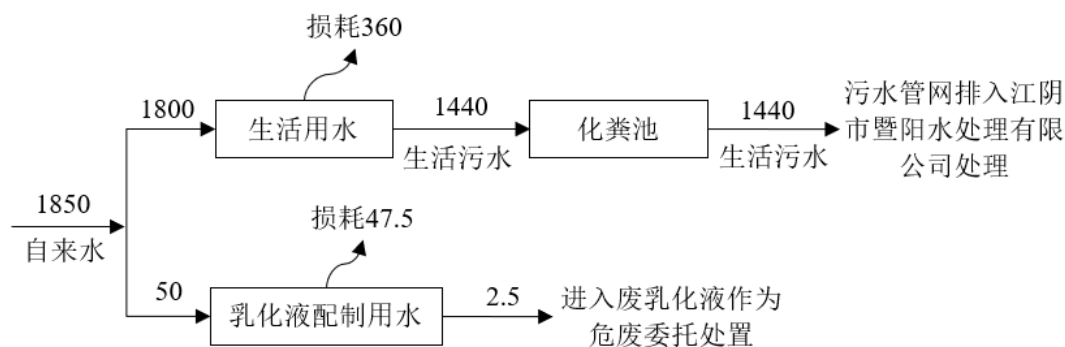 损耗360
1800
生活用水
1440
生活污水
化粪池
1440
生活污水
污水管网排入江阴
市暨阳水处理有限
公司处理
1850
自来水
损耗47.5
50
乳化液配制用水
2.5
进入废乳化液作为
危废委托处置